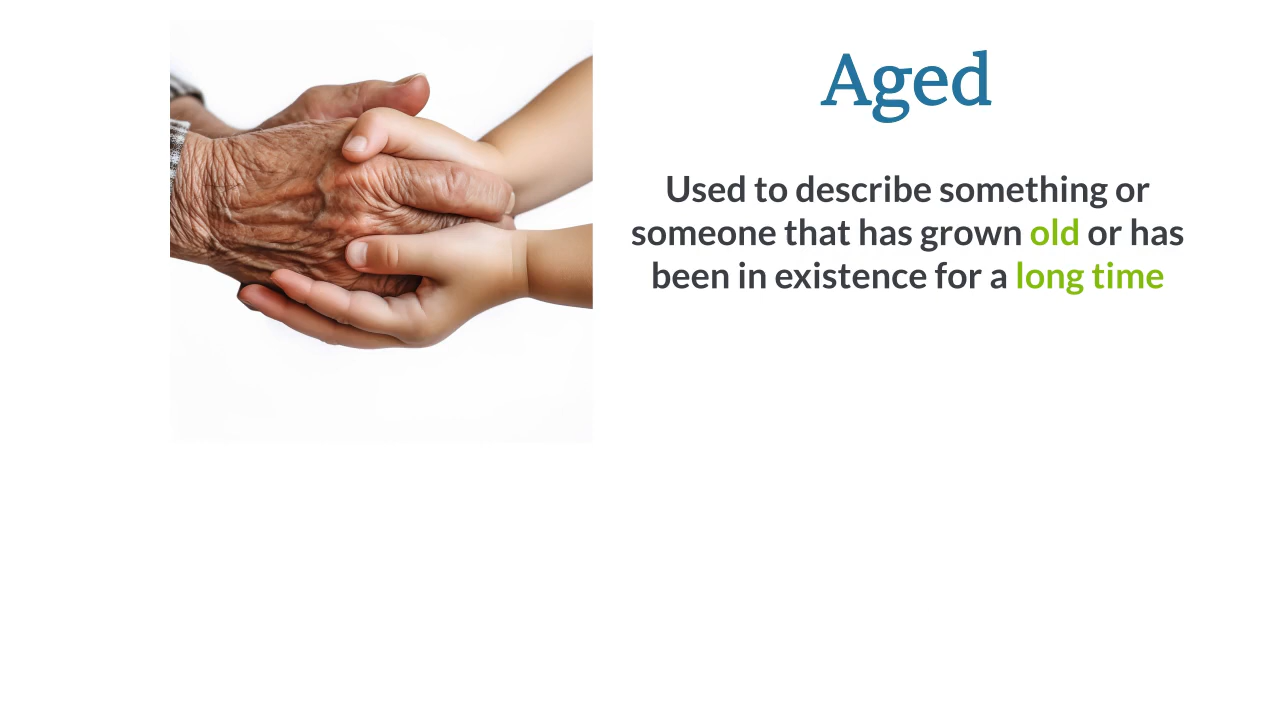 Aged
Used to describe something or
someone that has grown old or has
been in existence for a long time